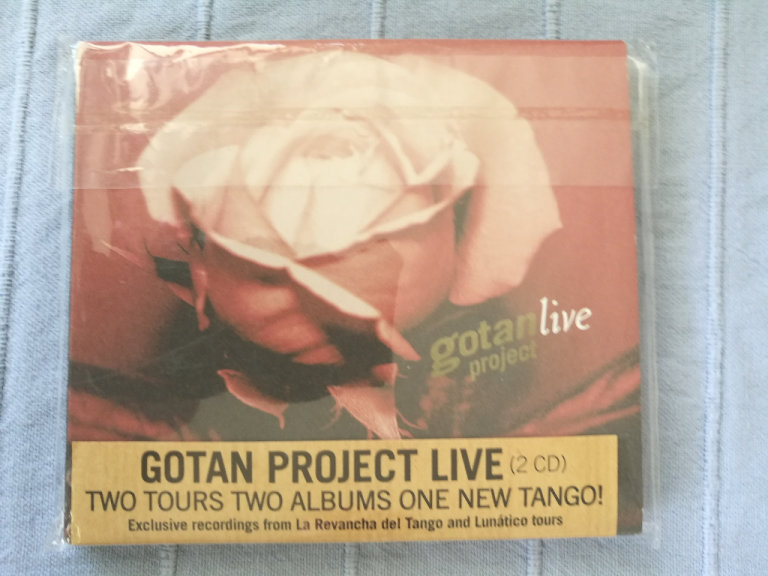 gotan live
project
GOTAN PROJECT LIVE (2 CD)
TWO TOURS TWO ALBUMS ONE NEW TANGO!
Exclusive recordings from La Revancha del Tango and Lunático tours